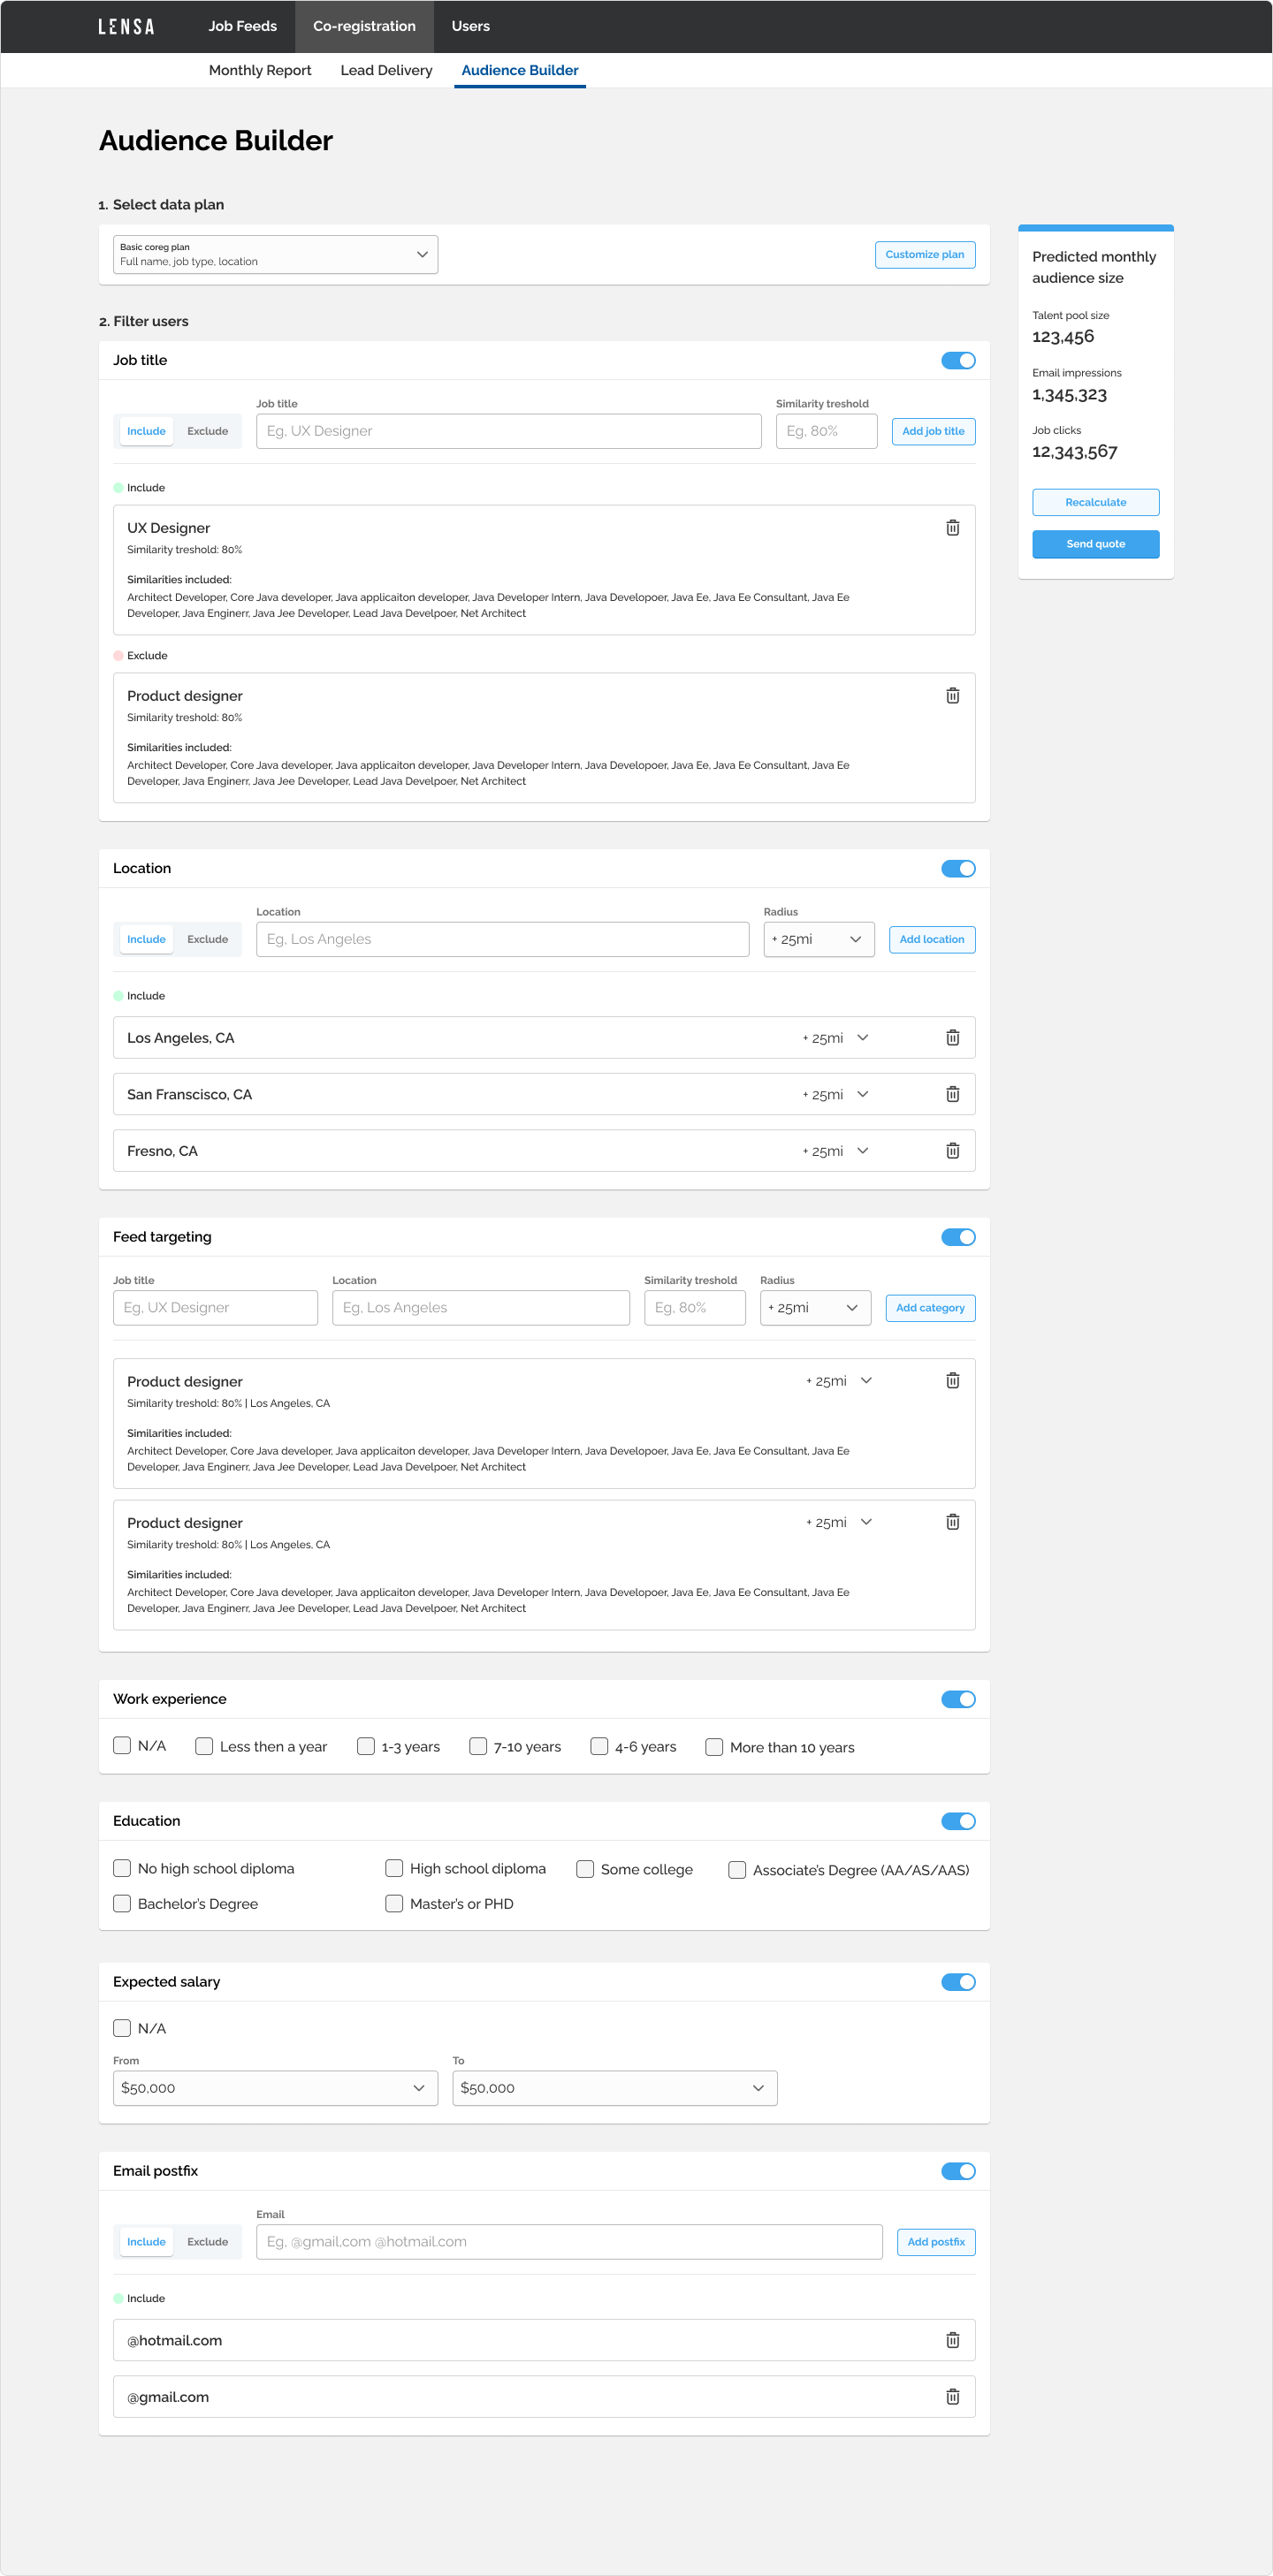 LENSA
Job Feeds
Co-registration
Users
Monthly Report
Lead Delivery
Audience Builder
Audience Builder
1. Select data plan
Basic coreg plan
Full name, job type, location
Customize plan
Predicted monthly
audience size
Talent pool size
123,456
Email impressions
1,345,323
Job clicks
12,343,567
Recalculate
Send quote
2. Filter users
Job title
Include
Exclude
Job title
Eg, UX Designer
Similarity treshold
Eg, 80%
Add job title
Include
UX Designer
Similarity treshold: 80%
Similarities included:
Architect Developer, Core Java developer, Java applicaiton developer, Java Developer Intern, Java Developoer, Java Ee, Java Ee Consultant, Java Ee
Developer, Java Enginerr, Java Jee Developer, Lead Java Develpoer, Net Architect
Exclude
Product designer
Similarity treshold: 80%
Similarities included:
Architect Developer, Core Java developer, Java applicaiton developer, Java Developer Intern, Java Developoer, Java Ee, Java Ee Consultant, Java Ee
Developer, Java Enginerr, Java Jee Developer, Lead Java Develpoer, Net Architect
Location
Include
Exclude
Location
Eg, Los Angeles
Radius
+ 25mi
Add location
Include
Los Angeles, CA
+ 25mi
San Franscisco, CA
+ 25mi
Fresno, CA
+ 25mi
Feed targeting
Job title
Eg, UX Designer
Location
Eg, Los Angeles
Similarity treshold
Eg, 80%
Radius
+ 25mi
Add category
Product designer
+ 25mi
Similarity treshold: 80% | Los Angeles, CA
Similarities included:
Architect Developer, Core Java developer, Java applicaiton developer, Java Developer Intern, Java Developoer, Java Ee, Java Ee Consultant, Java Ee
Developer, Java Enginerr, Java Jee Developer, Lead Java Develpoer, Net Architect
Product designer
+ 25mi
Similarity treshold: 80% | Los Angeles, CA
Similarities included:
Architect Developer, Core Java developer, Java applicaiton developer, Java Developer Intern, Java Developoer, Java Ee, Java Ee Consultant, Java Ee
Developer, Java Enginerr, Java Jee Developer, Lead Java Develpoer, Net Architect
Work experience
N/A
Less then a year
1-3 years
7-10 years
4-6 years
More than 10 years
Education
No high school diploma
High school diploma
Some college
Associate's Degree (AA/AS/AAS)
Bachelor's Degree
Master's or PHD
Expected salary
N/A
From
$50,000
To
$50,000
Email postfix
Include
Exclude
Email
Eg, @gmail.com @hotmail.com
Add postfix
Include
@hotmail.com
@gmail.com